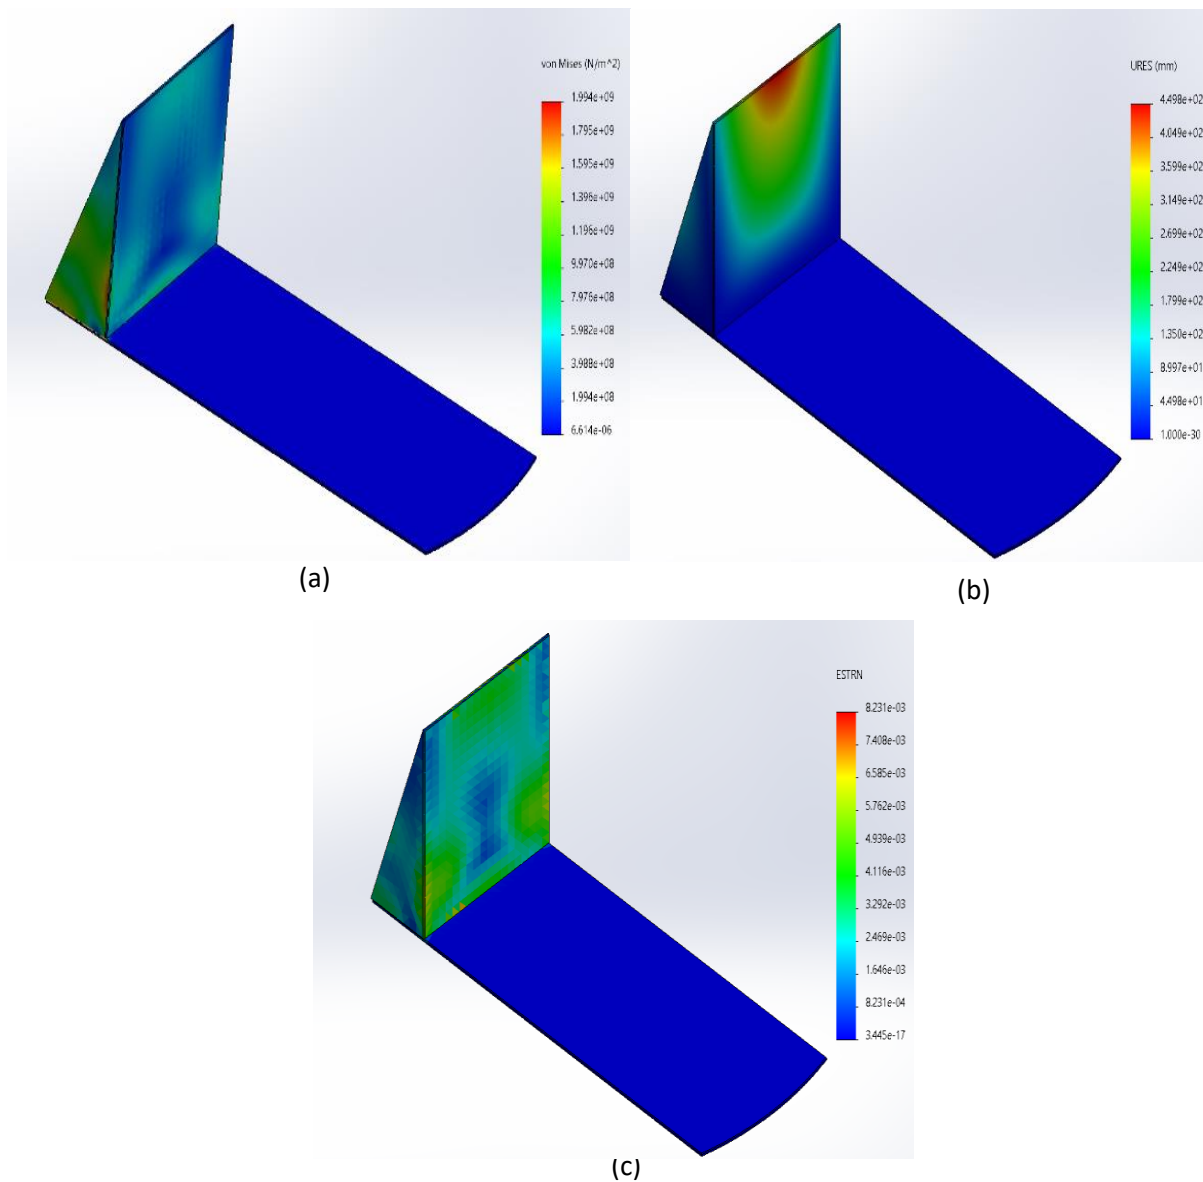 von Mises (N/m^2)
1.994e+09
1.795e+09
1.595e+09
1.396e+09
1.196e+09
9.970e+08
7.976e+08
5.982e+08
3.988e+08
1.994e+08
6.614e-06
(a)
URES (mm)
4.498e+02
4.049e+02
3.599e+02
3.149e+02
2.699e+02
2.249e+02
1.799e+02
1.350e+02
8.997e+01
4.498e+01
1.000e-30
(b)
ESTRN
8.231e-03
7.408e-03
6.585e-03
5.762e-03
4.939e-03
4.116e-03
3.292e-03
2.469e-03
1.646e-03
8.231e-04
3.445e-17
(c)